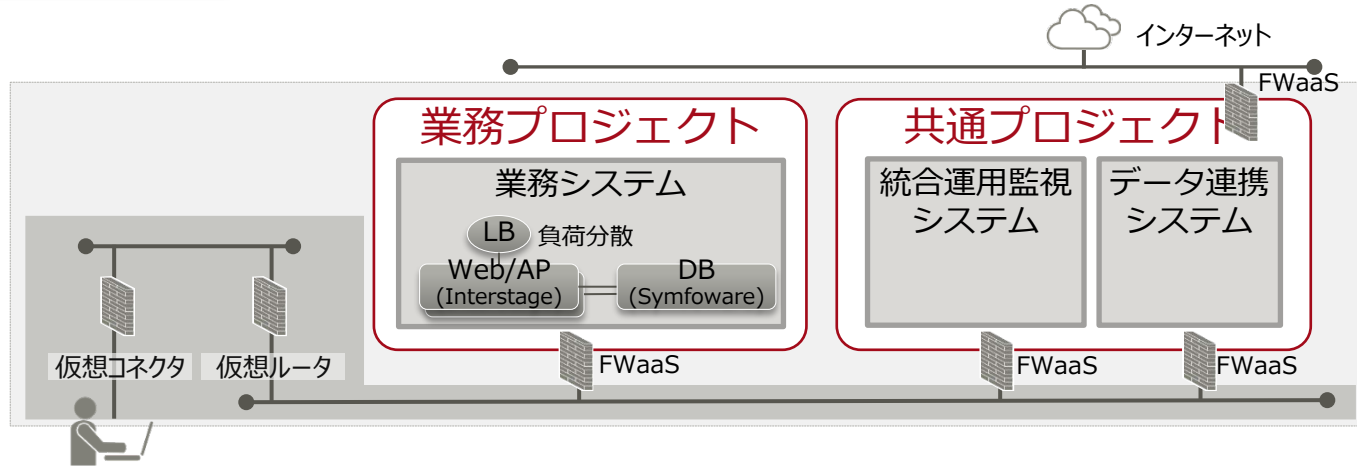 インターネット
FWaaS
業務プロジェクト
共通プロジェクト
業務システム
LB
負荷分散
Web/AP
(Interstage)
DB
(Symfoware)
統合運用監視
システム
データ連携
システム
仮想コネクタ
仮想ルータ
FWaaS
FWaaS
FWaaS